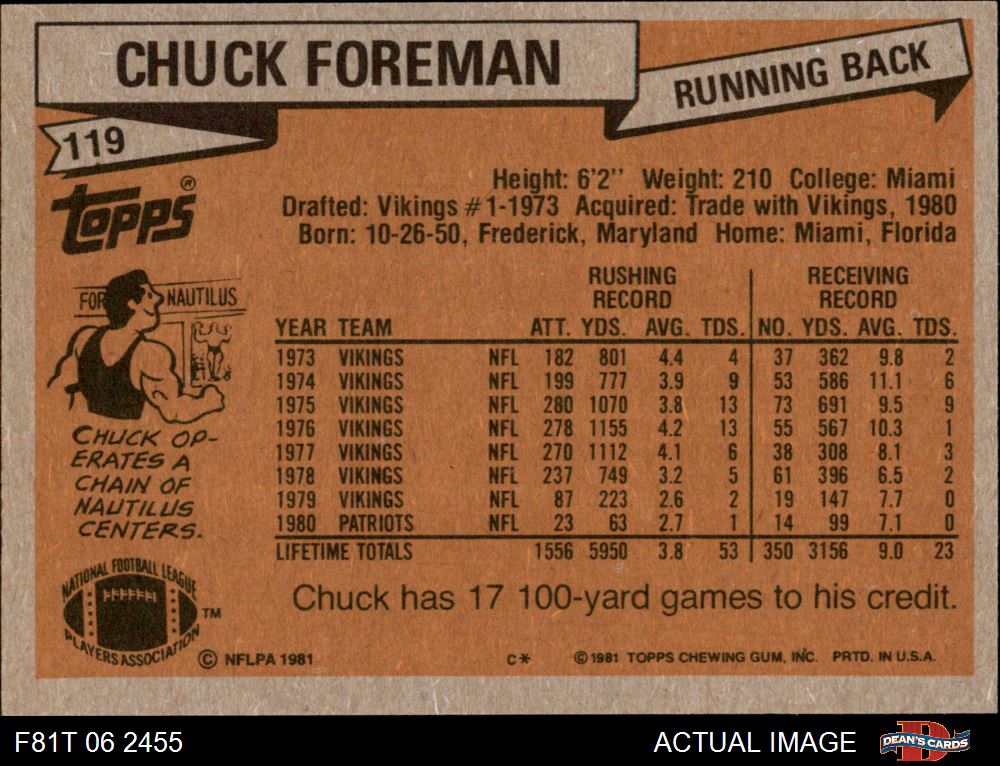 CHUCK FOREMAN
RUNNING BACK
119
TOPPS®
Height: 6'2'' Weight: 210 College: Miami
Drafted: Vikings #1-1973 Acquired: Trade with Vikings, 1980
Born: 10-26-50, Frederick, Maryland Home: Miami, Florida
FOR NAUTILUS
CHUCK OP-
ERATES A
CHAIN OF
NAUTILUS
CENTERS.
RUSHING RECORD RECEIVING RECORD
YEAR TEAM ATT. YDS. AVG. TDS. NO. YDS. AVG. TDS.
1973 VIKINGS NFL 182 801 4.4 4 37 362 9.8 2
1974 VIKINGS NFL 199 777 3.9 9 53 586 11.1 6
1975 VIKINGS NFL 280 1070 3.8 13 73 691 9.5 9
1976 VIKINGS NFL 278 1155 4.2 13 55 567 10.3 1
1977 VIKINGS NFL 270 1112 4.1 6 38 308 8.1 3
1978 VIKINGS NFL 237 749 3.2 5 61 396 6.5 2
1979 VIKINGS NFL 87 223 2.6 2 19 147 7.7 0
1980 PATRIOTS NFL 23 63 2.7 1 14 99 7.1 0
LIFETIME TOTALS 1556 5950 3.8 53 350 3156 9.0 23
Chuck has 17 100-yard games to his credit.
NATIONAL FOOTBALL LEAGUE
PLAYERS ASSOCIATION TM
© NFLPA 1981 C* ©1981 TOPPS CHEWING GUM, INC. PRTD. IN U.S.A.
F81T 06 2455 ACTUAL IMAGE DEAN'S CARDS